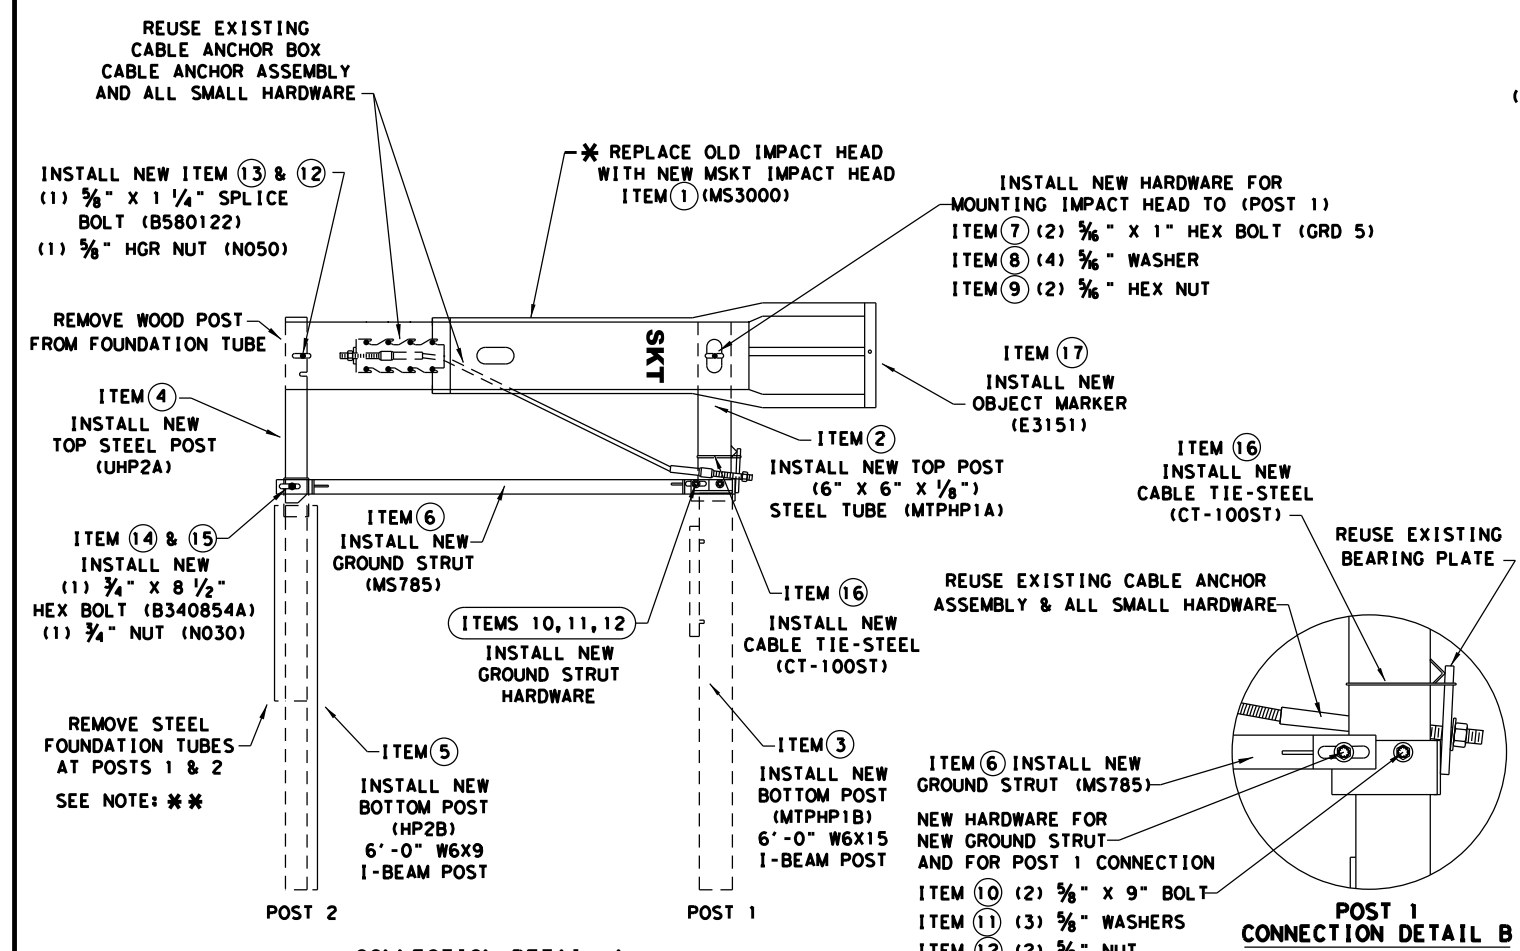 REUSE EXISTING
CABLE ANCHOR BOX
CABLE ANCHOR ASSEMBLY
AND ALL SMALL HARDWARE
INSTALL NEW ITEM 13 & 12
(1) 5/8" X 1 1/4" SPLICE
BOLT (B580122)
(1) 5/8" HGR NUT (N050)
* REPLACE OLD IMPACT HEAD
WITH NEW MSKT IMPACT HEAD
ITEM 1 (MS3000)
INSTALL NEW HARDWARE FOR
MOUNTING IMPACT HEAD TO (POST 1)
ITEM 7 (2) 5/16" X 1" HEX BOLT (GRD 5)
ITEM 8 (4) 5/16" WASHER
ITEM 9 (2) 5/16" HEX NUT
REMOVE WOOD POST
FROM FOUNDATION TUBE
SKT
ITEM 17
INSTALL NEW
OBJECT MARKER
(E3151)
ITEM 4
INSTALL NEW
TOP STEEL POST
(UHP2A)
ITEM 2
INSTALL NEW TOP POST
(6" X 6" X 1/8")
STEEL TUBE (MTPHP1A)
ITEM 16
INSTALL NEW
CABLE TIE-STEEL
(CT-100ST)
ITEM 14 & 15
INSTALL NEW
(1) 3/4" X 8 1/2"
HEX BOLT (B340854A)
(1) 3/4" NUT (N030)
ITEM 6
INSTALL NEW
GROUND STRUT
(MS785)
ITEMS 10, 11, 12
INSTALL NEW
GROUND STRUT
HARDWARE
ITEM 16
INSTALL NEW
CABLE TIE-STEEL
(CT-100ST)
REUSE EXISTING
BEARING PLATE
REUSE EXISTING CABLE ANCHOR
ASSEMBLY & ALL SMALL HARDWARE
REMOVE STEEL
FOUNDATION TUBES
AT POSTS 1 & 2
SEE NOTE: * *
ITEM 5
INSTALL NEW
BOTTOM POST
(HP2B)
6'-0" W6X9
I-BEAM POST
ITEM 3
INSTALL NEW
BOTTOM POST
(MTPHP1B)
6'-0" W6X15
I-BEAM POST
ITEM 6 INSTALL NEW
GROUND STRUT (MS785)
NEW HARDWARE FOR
NEW GROUND STRUT
AND FOR POST 1 CONNECTION
ITEM 10 (2) 5/8" X 9" BOLT
ITEM 11 (3) 5/8" WASHERS
ITEM 12 (2) 5/8" NUT
POST 2
POST 1
POST 1
CONNECTION DETAIL B
CONNECTION DETAIL A